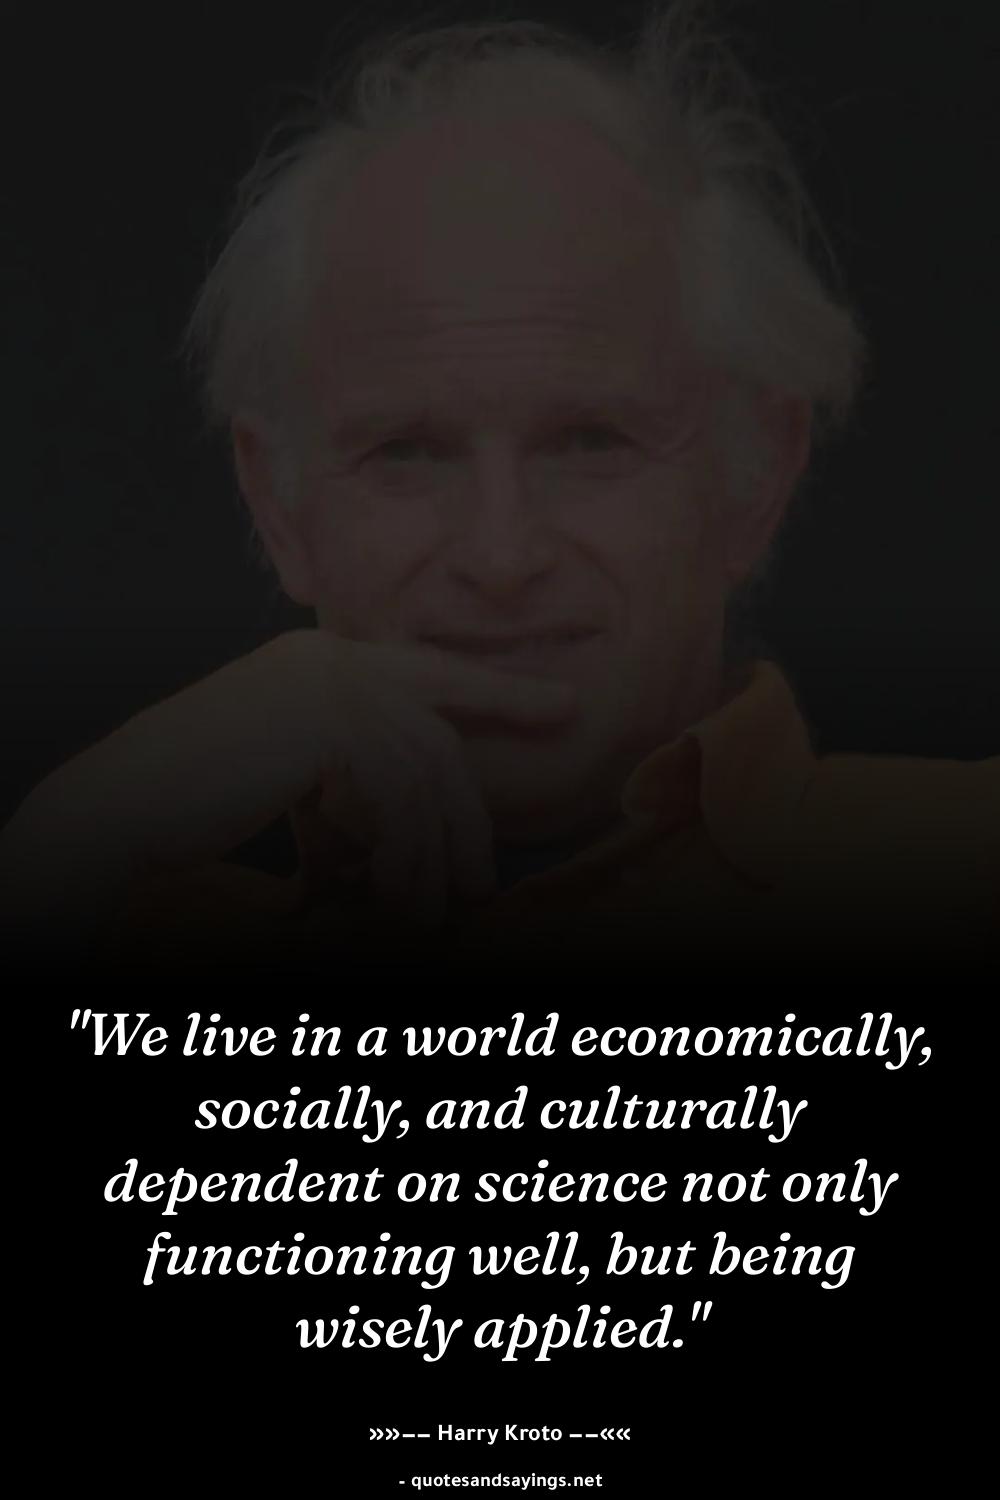 "We live in a world economically,
socially, and culturally
dependent on science not only
functioning well, but being
wisely applied."
»»–– Harry Kroto ––««
- quotesandsayings.net